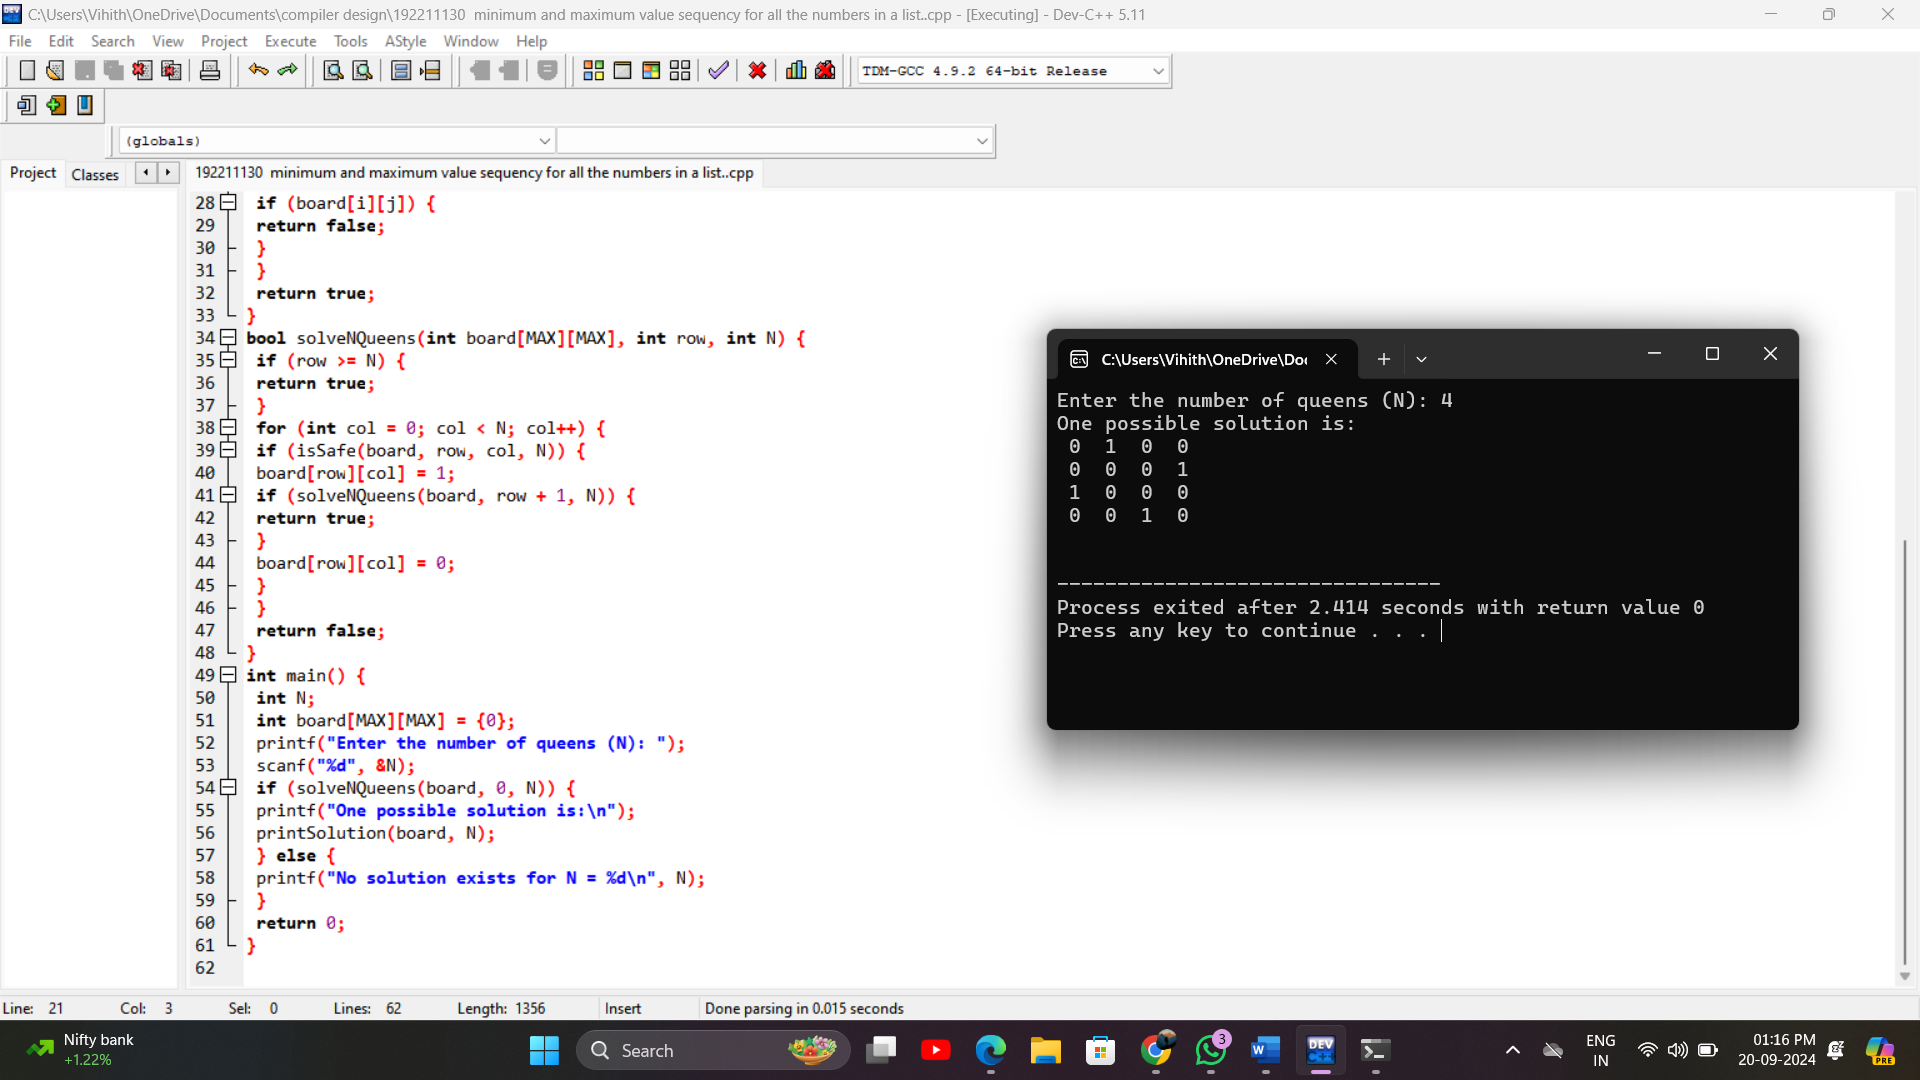 C:\Users\Vihith\OneDrive\Documents\compiler design\192211130  minimum and maximum value sequency for all the numbers in a list..cpp - [Executing] - Dev-C++ 5.11
File Edit Search View Project Execute Tools AStyle Window Help
TDM-GCC 4.9.2 64-bit Release
(globals)
Project Classes 192211130  minimum and maximum value sequency for all the numbers in a list..cpp
28 if (board[i][j]) {
29 return false;
30 }
31 }
32 return true;
33 }
34 bool solveNQueens(int board[MAX][MAX], int row, int N) {
35 if (row >= N) {
36 return true;
37 }
38 for (int col = 0; col < N; col++) {
39 if (isSafe(board, row, col, N)) {
40 board[row][col] = 1;
41 if (solveNQueens(board, row + 1, N)) {
42 return true;
43 }
44 board[row][col] = 0;
45 }
46 }
47 return false;
48 }
49 int main() {
50 int N;
51 int board[MAX][MAX] = {0};
52 printf("Enter the number of queens (N): ");
53 scanf("%d", &N);
54 if (solveNQueens(board, 0, N)) {
55 printf("One possible solution is:\n");
56 printSolution(board, N);
57 } else {
58 printf("No solution exists for N = %d\n", N);
59 }
60 return 0;
61 }
62
C:\Users\Vihith\OneDrive\Doc
Enter the number of queens (N): 4
One possible solution is:
0 1 0 0
0 0 0 1
1 0 0 0
0 0 1 0
--------------------------------
Process exited after 2.414 seconds with return value 0
Press any key to continue . . .
Line: 21 Col: 3 Sel: 0 Lines: 62 Length: 1356 Insert Done parsing in 0.015 seconds
Nifty bank
+1.22%
Search
3
DEV
C++
ENG
IN
01:16 PM
20-09-2024
PRE